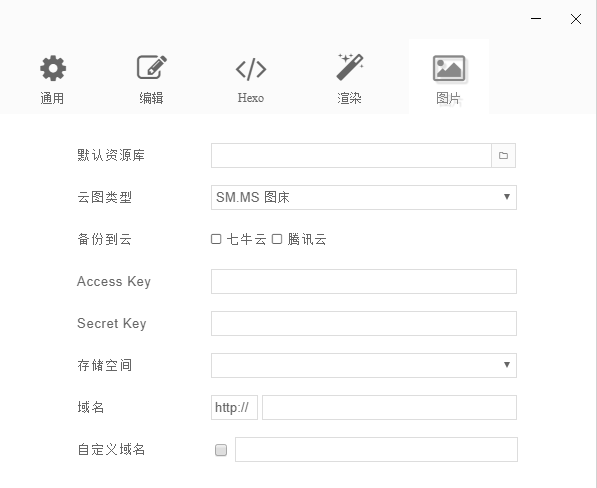 通用 编辑 Hexo 渲染 图片
默认资源库
云图类型 SM.MS 图床
备份到云 七牛云 腾讯云
Access Key
Secret Key
存储空间
域名 http://
自定义域名